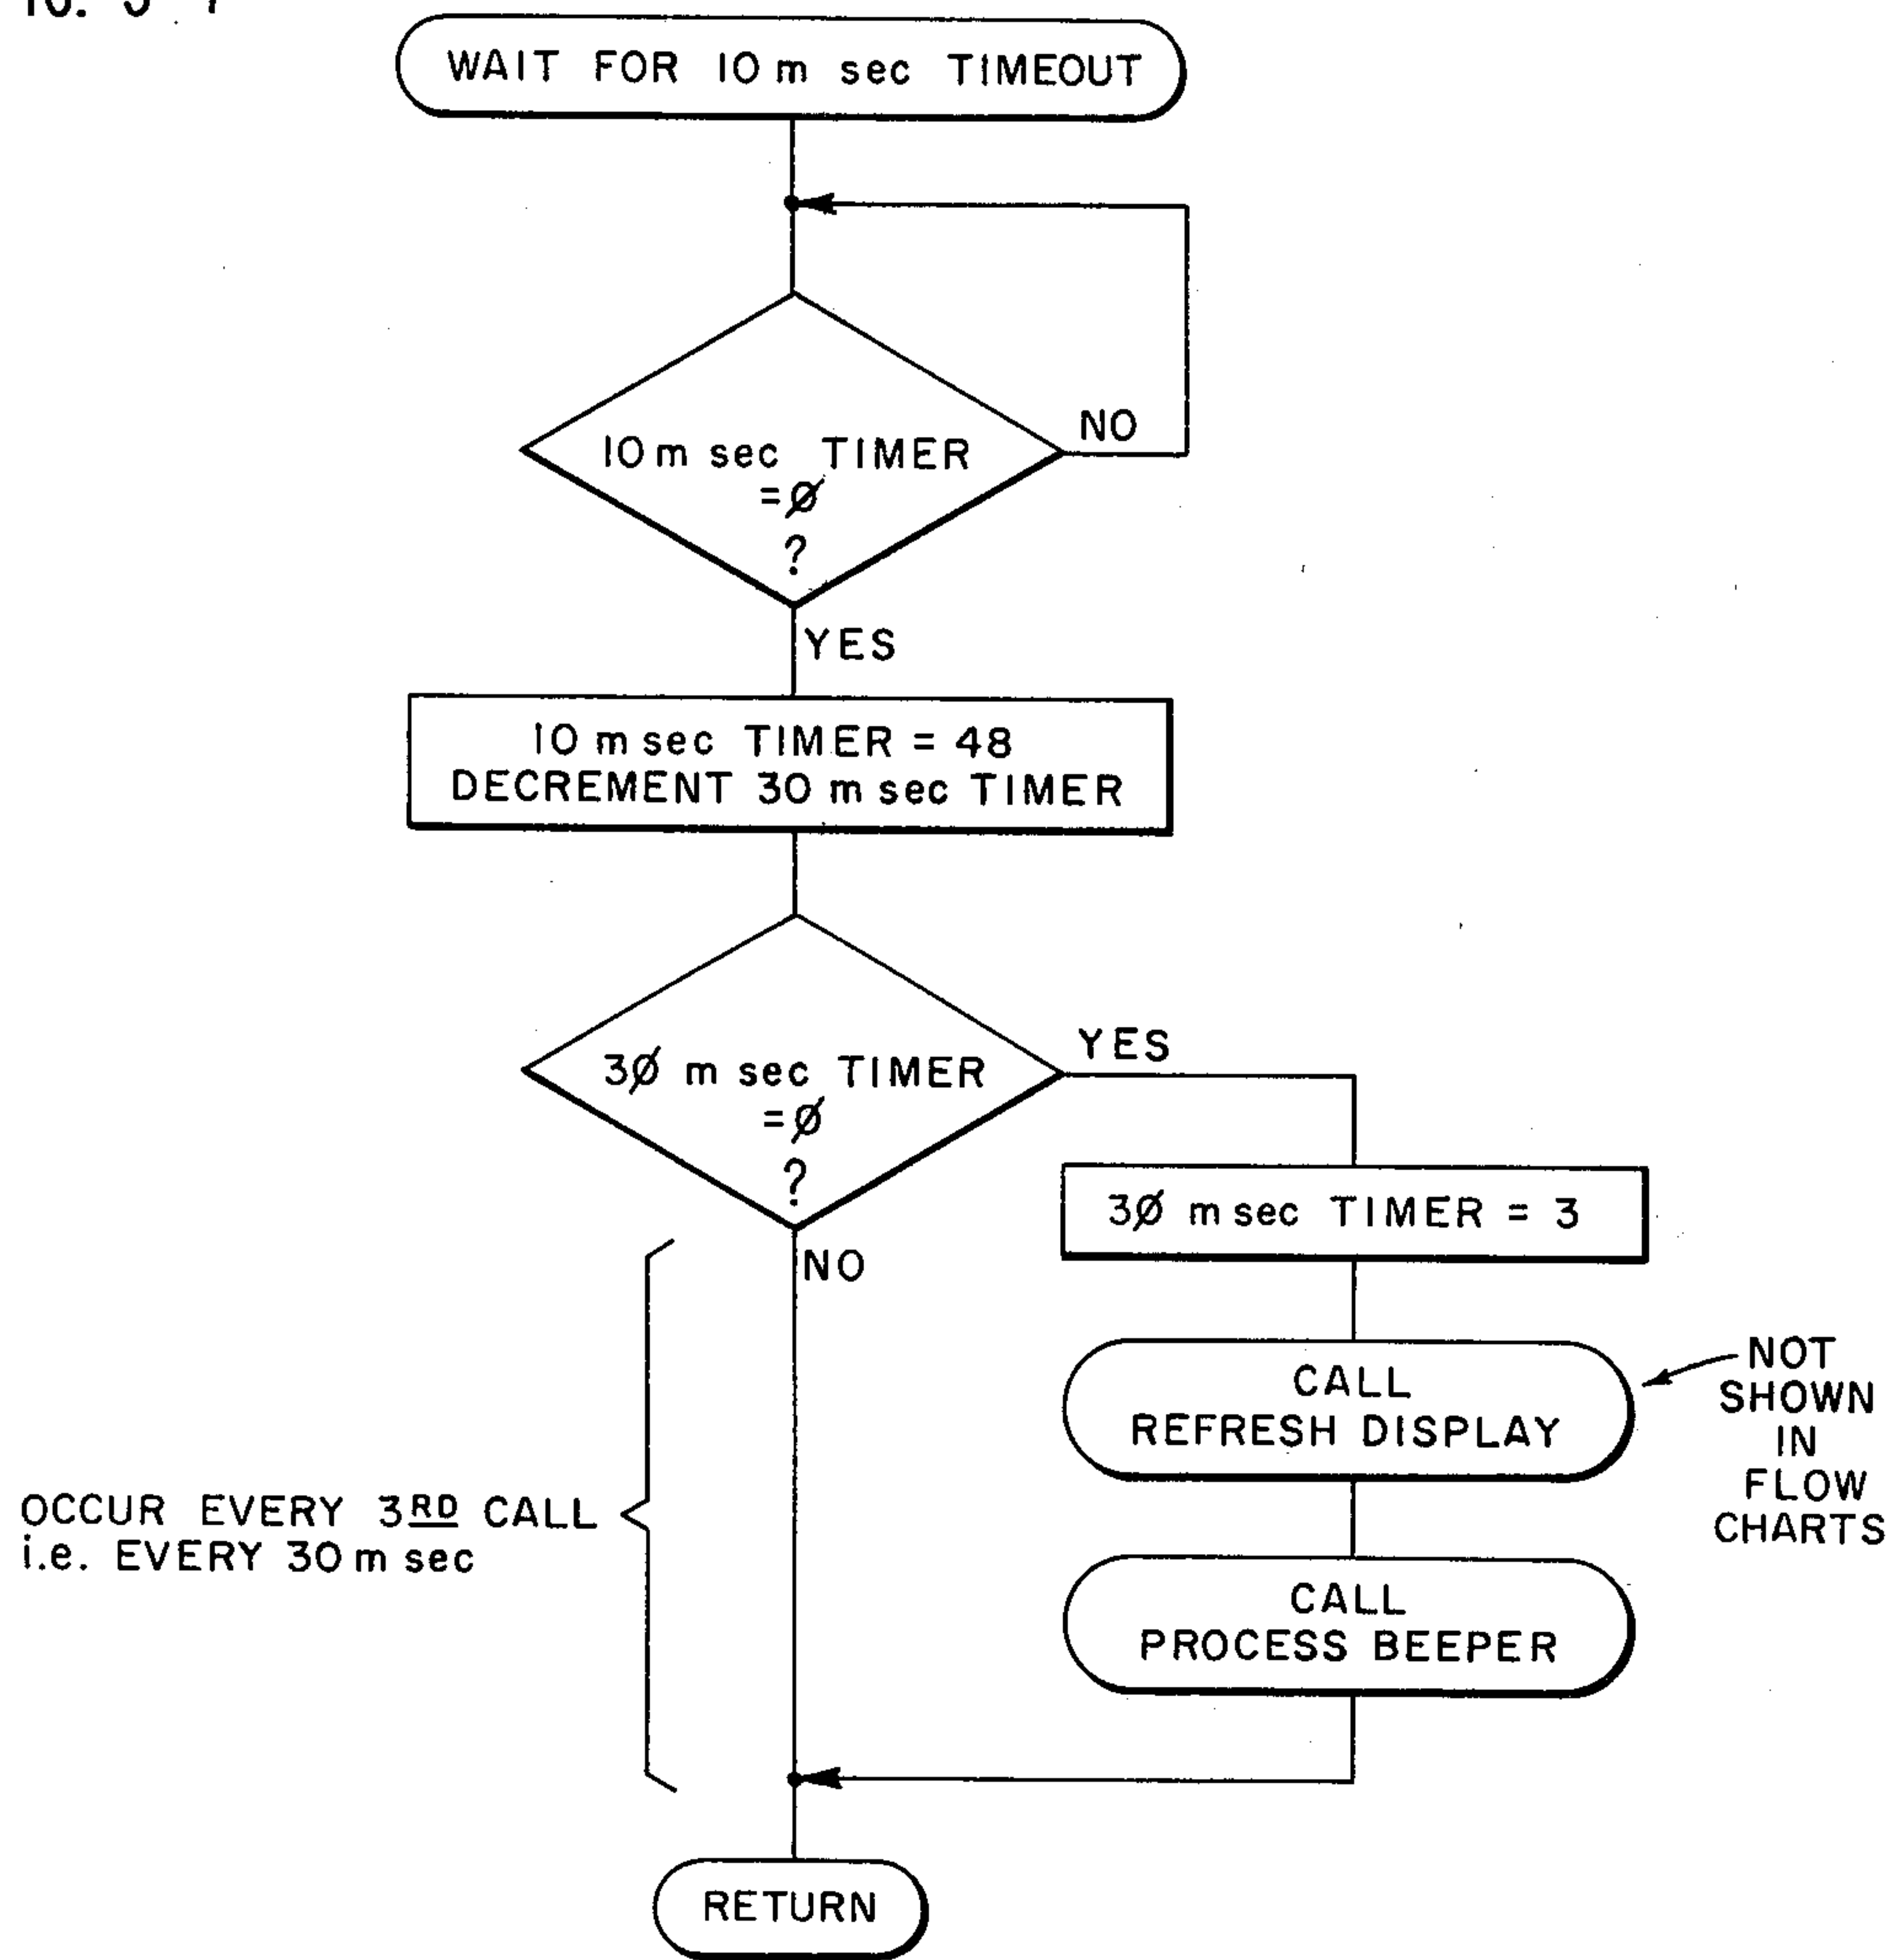 WAIT FOR 10 m sec TIMEOUT
NO
10 m sec TIMER
=Ø
?
YES
10 m sec TIMER = 48
DECREMENT 30 m sec TIMER
YES
3Ø m sec TIMER
=Ø
?
3Ø m sec TIMER = 3
NO
CALL
REFRESH DISPLAY
NOT
SHOWN
IN
FLOW
CHARTS
OCCUR EVERY 3RD CALL
i.e. EVERY 30 m sec
CALL
PROCESS BEEPER
RETURN